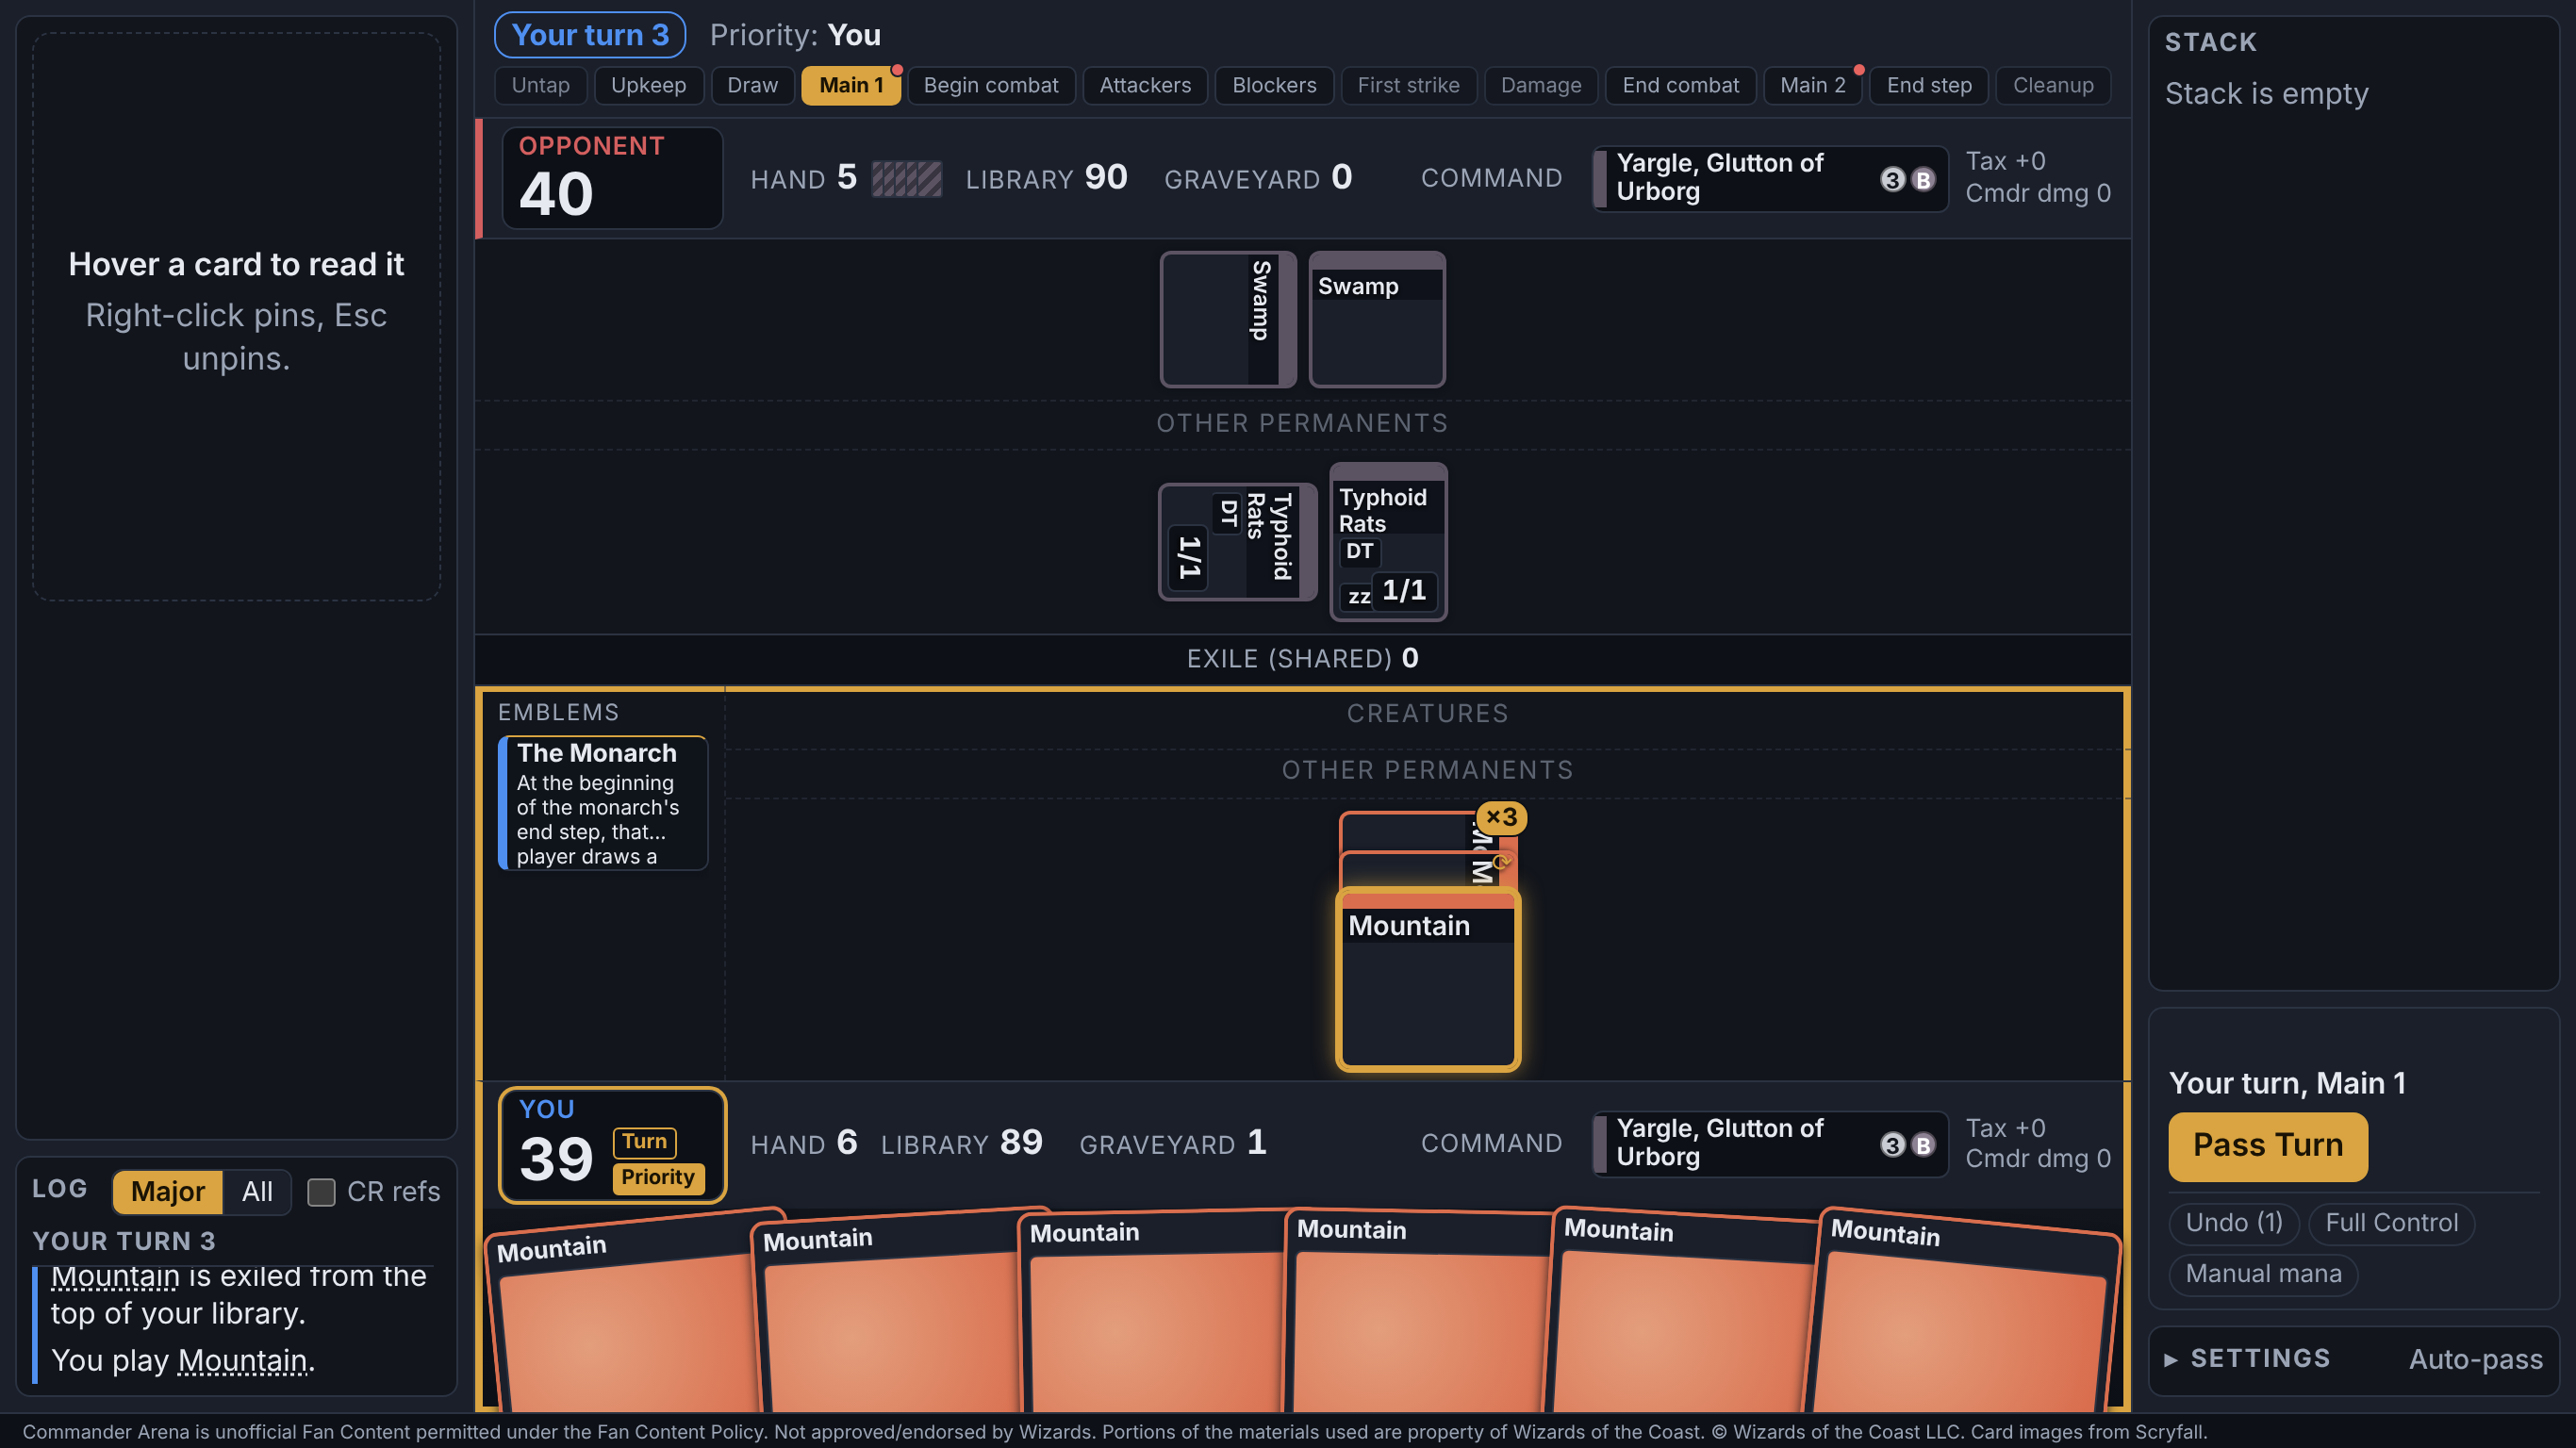 Hover a card to read it
Right-click pins, Esc
unpins.
LOG Major All CR refs
YOUR TURN 3
Mountain is exiled from the
top of your library.
You play Mountain.
Your turn 3 Priority: You
Untap Upkeep Draw Main 1 Begin combat Attackers Blockers First strike Damage End combat Main 2 End step Cleanup
OPPONENT
40
HAND 5 LIBRARY 90 GRAVEYARD 0 COMMAND
Yargle, Glutton of
Urborg
3 B
Tax +0
Cmdr dmg 0
Swamp
Swamp
OTHER PERMANENTS
Typhoid
Rats
DT
1/1
Typhoid
Rats
DT
zz 1/1
EXILE (SHARED) 0
EMBLEMS
The Monarch
At the beginning
of the monarch's
end step, that...
player draws a
CREATURES
OTHER PERMANENTS
×3
Mountain
YOU
39
Turn
Priority
HAND 6 LIBRARY 89 GRAVEYARD 1 COMMAND
Yargle, Glutton of
Urborg
3 B
Tax +0
Cmdr dmg 0
Mountain
Mountain
Mountain
Mountain
Mountain
Mountain
STACK
Stack is empty
Your turn, Main 1
Pass Turn
Undo (1) Full Control
Manual mana
▸ SETTINGS Auto-pass
Commander Arena is unofficial Fan Content permitted under the Fan Content Policy. Not approved/endorsed by Wizards. Portions of the materials used are property of Wizards of the Coast. © Wizards of the Coast LLC. Card images from Scryfall.